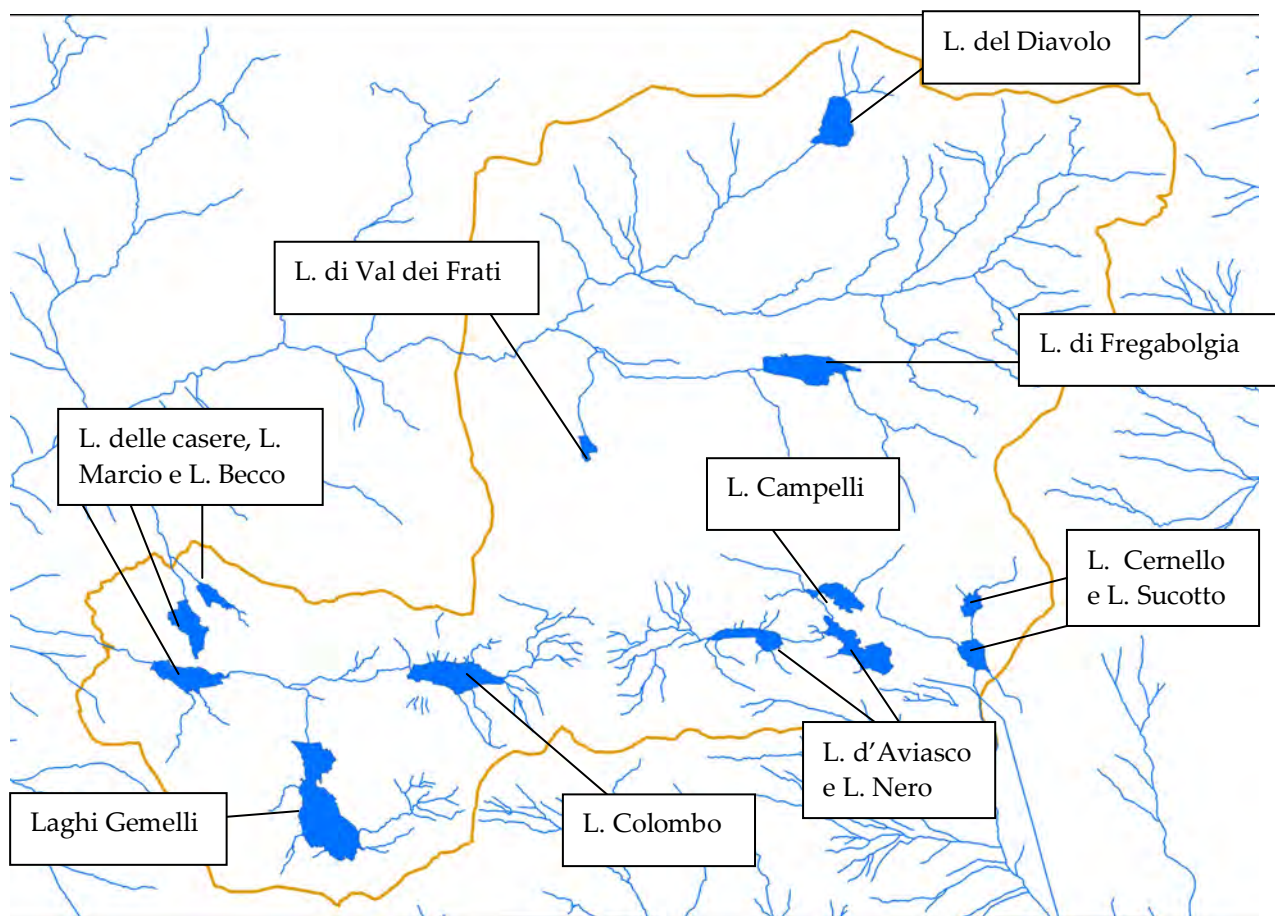 L. del Diavolo
L. di Val dei Frati
L. di Fregabolgia
L. delle casere, L.
Marcio e L. Becco
L. Campelli
L. Cernello
e L. Sucotto
L. d’Aviasco
e L. Nero
Laghi Gemelli
L. Colombo